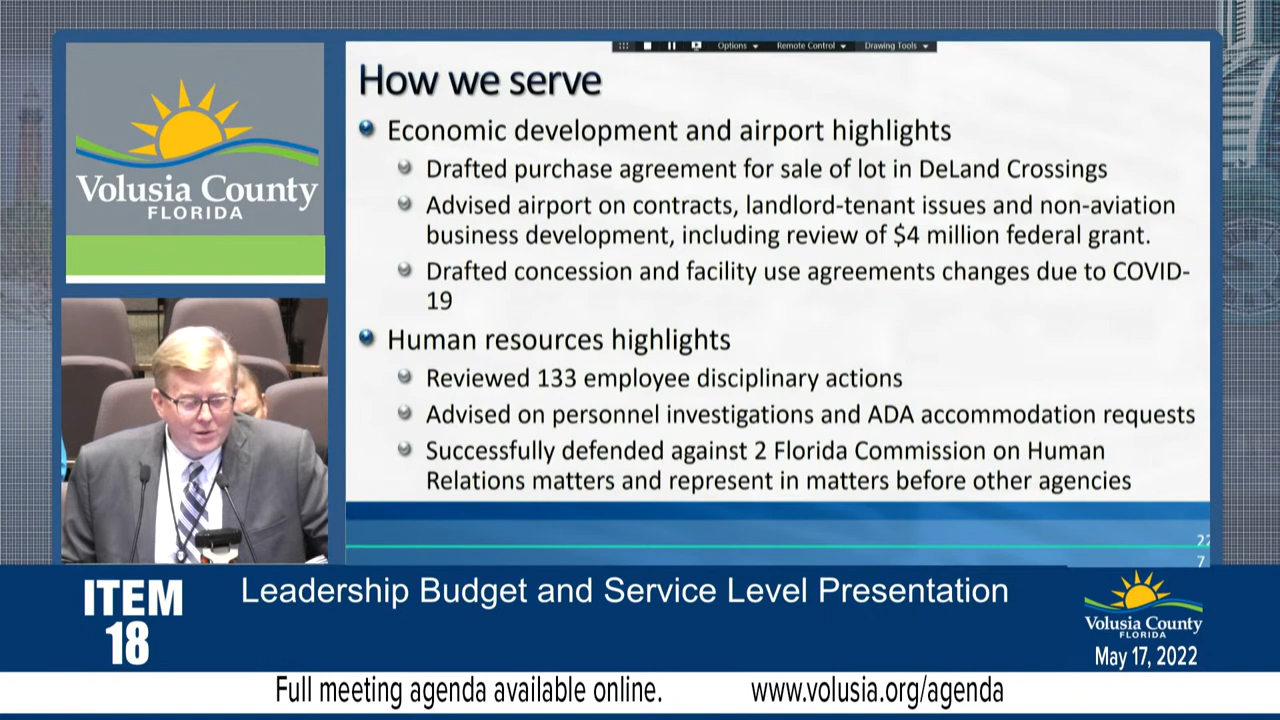 Options
Remote Control
Drawing Tools
Volusia County
FLORIDA
How we serve
Economic development and airport highlights
Drafted purchase agreement for sale of lot in DeLand Crossings
Advised airport on contracts, landlord-tenant issues and non-aviation
business development, including review of $4 million federal grant.
Drafted concession and facility use agreements changes due to COVID-
19
Human resources highlights
Reviewed 133 employee disciplinary actions
Advised on personnel investigations and ADA accommodation requests
Successfully defended against 2 Florida Commission on Human
Relations matters and represent in matters before other agencies
22
7
ITEM
18
Leadership Budget and Service Level Presentation
Volusia County
FLORIDA
May 17, 2022
Full meeting agenda available online.
www.volusia.org/agenda